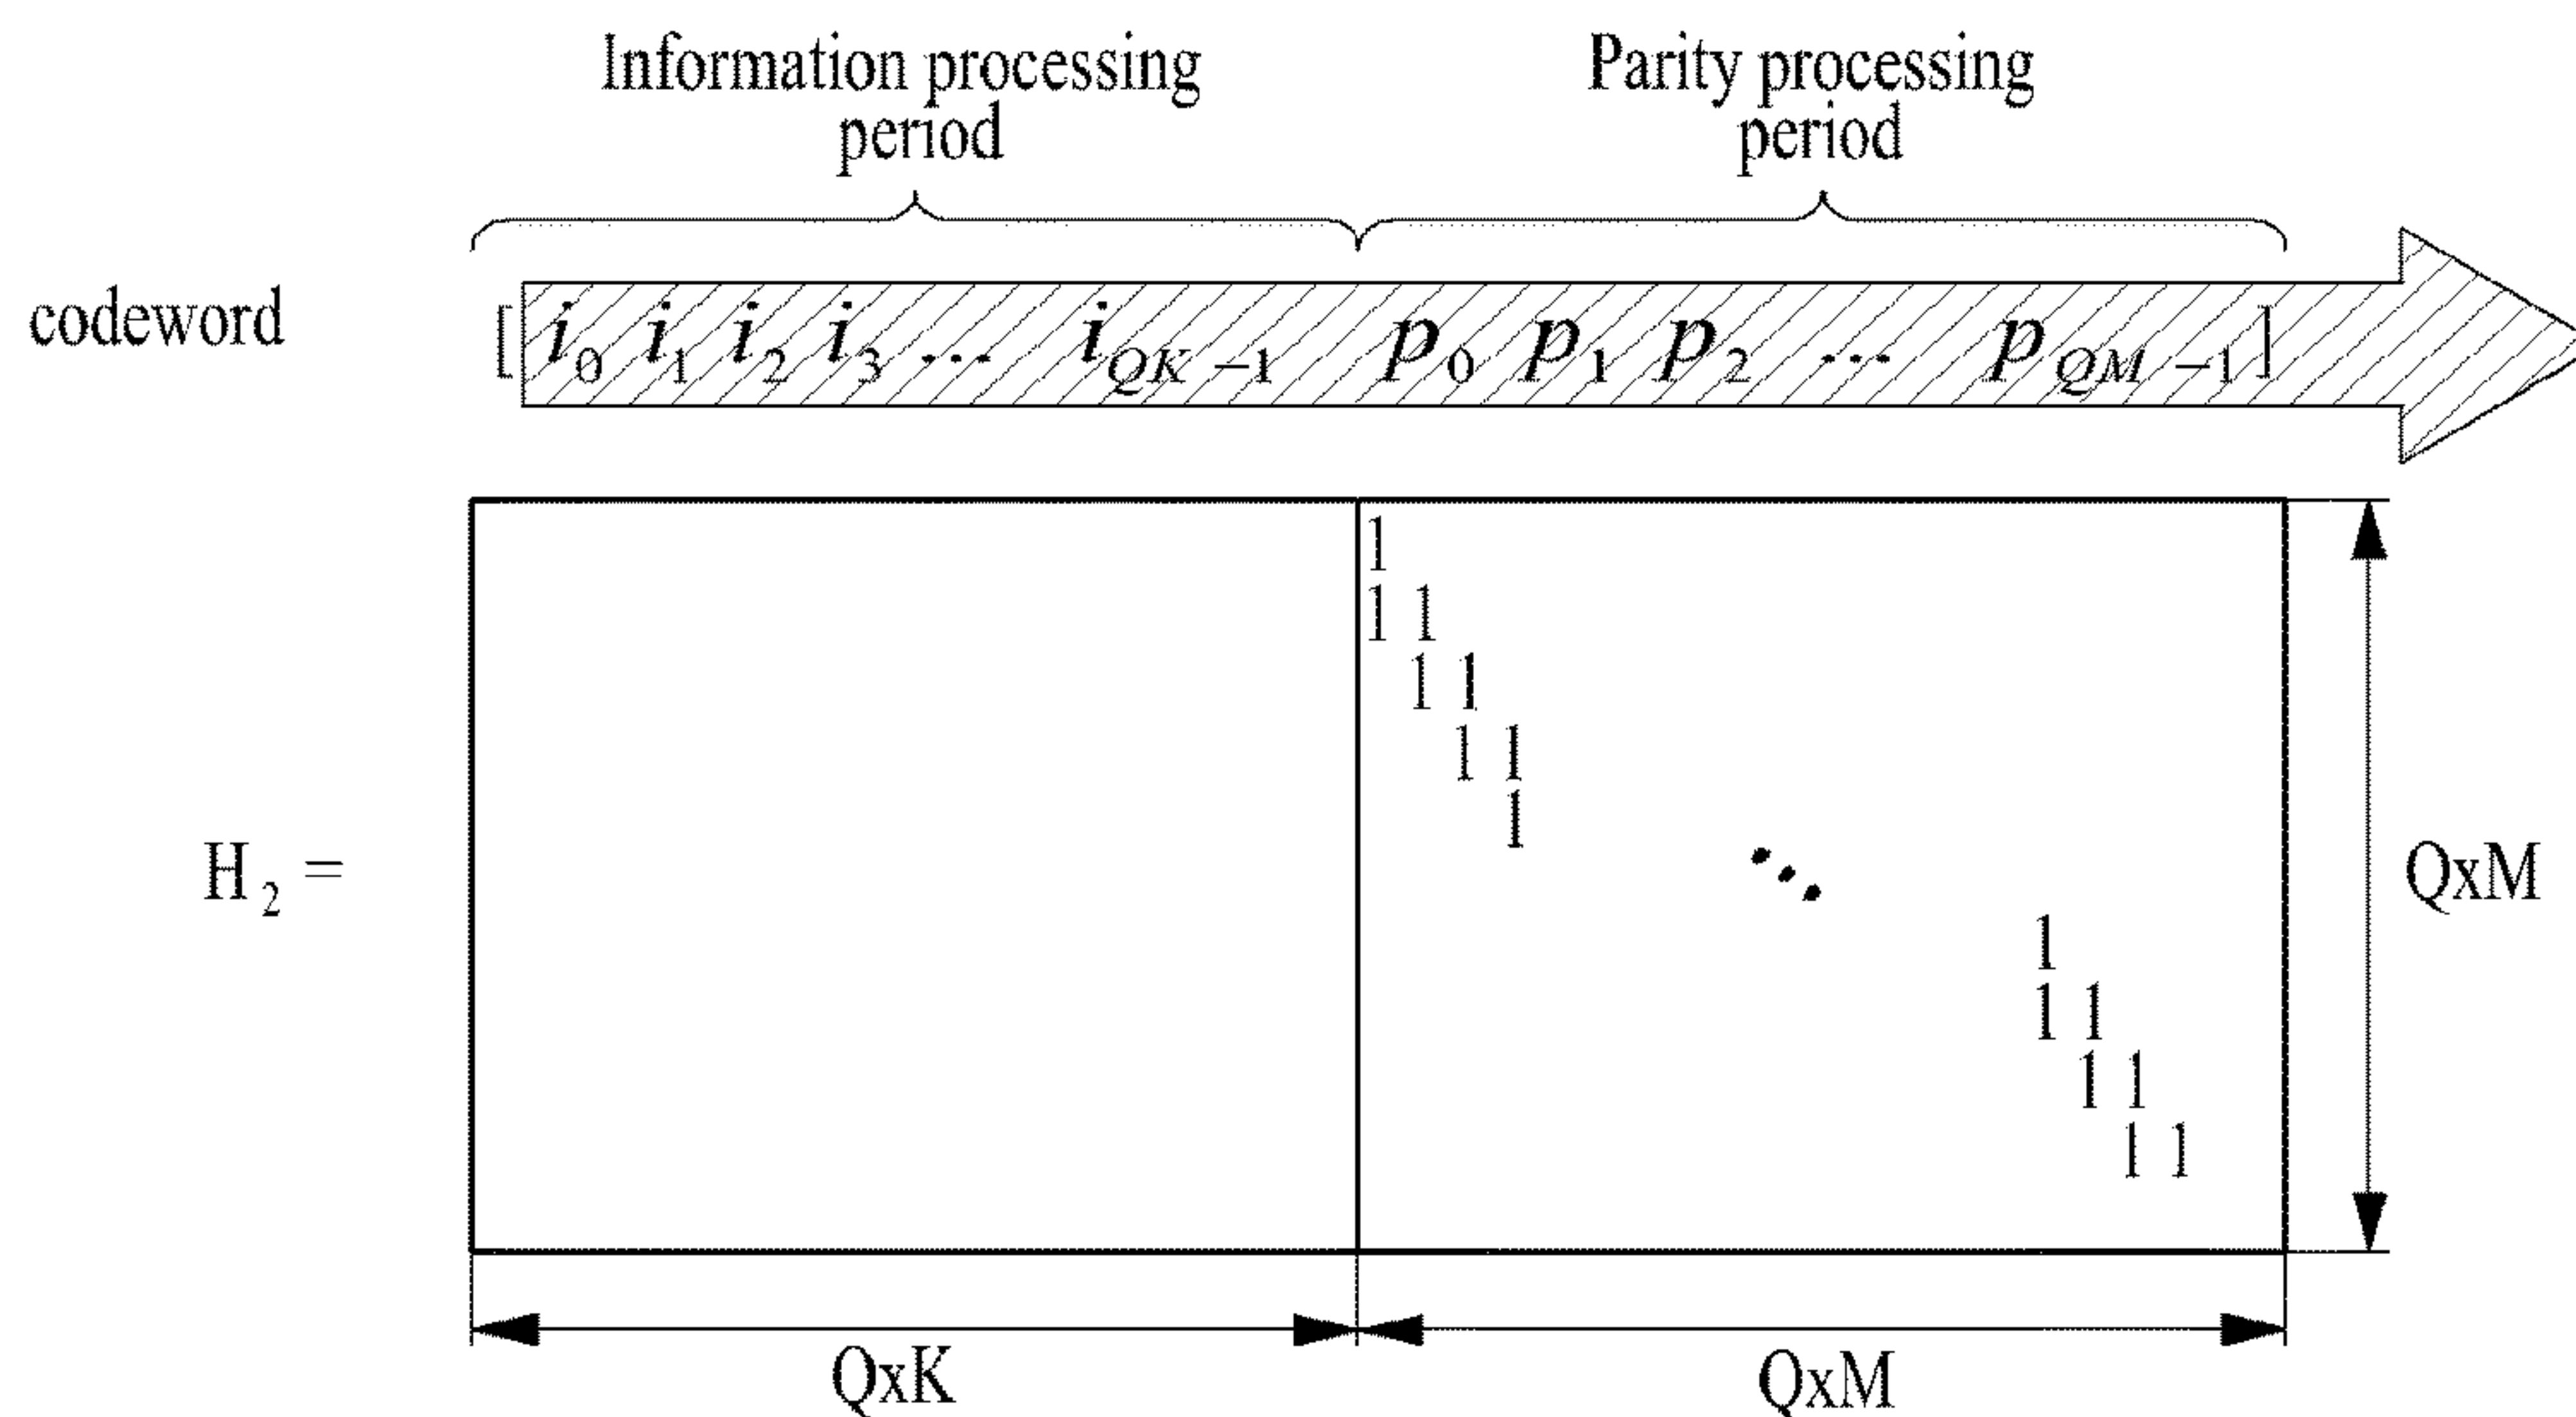 Information processing period
Parity processing period
codeword [ i0 i1 i2 i3 ... iQK −1 p0 p1 p2 ... pQM −1 ]
1
1 1
1 1
1 1
1
1
1 1
1 1
1 1
H2 =
QxM
QxK
QxM